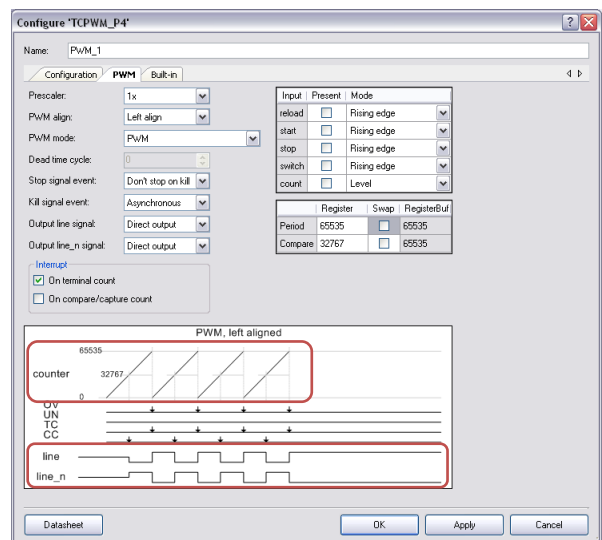 Configure 'TCPWM_P4'
Name: PWM_1
Configuration PWM Built-in
Prescaler: 1x
PWM align: Left align
PWM mode: PWM
Dead time cycle: 0
Stop signal event: Don't stop on kill
Kill signal event: Asynchronous
Output line signal: Direct output
Output line_n signal: Direct output
Interrupt
On terminal count
On compare/capture count
Input Present Mode
reload Rising edge
start Rising edge
stop Rising edge
switch Rising edge
count Level
Register Swap RegisterBuf
Period 65535 65535
Compare 32767 65535
PWM, left aligned
65535
counter 32767
0
OV
UN
TC
CC
line
line_n
Datasheet OK Apply Cancel